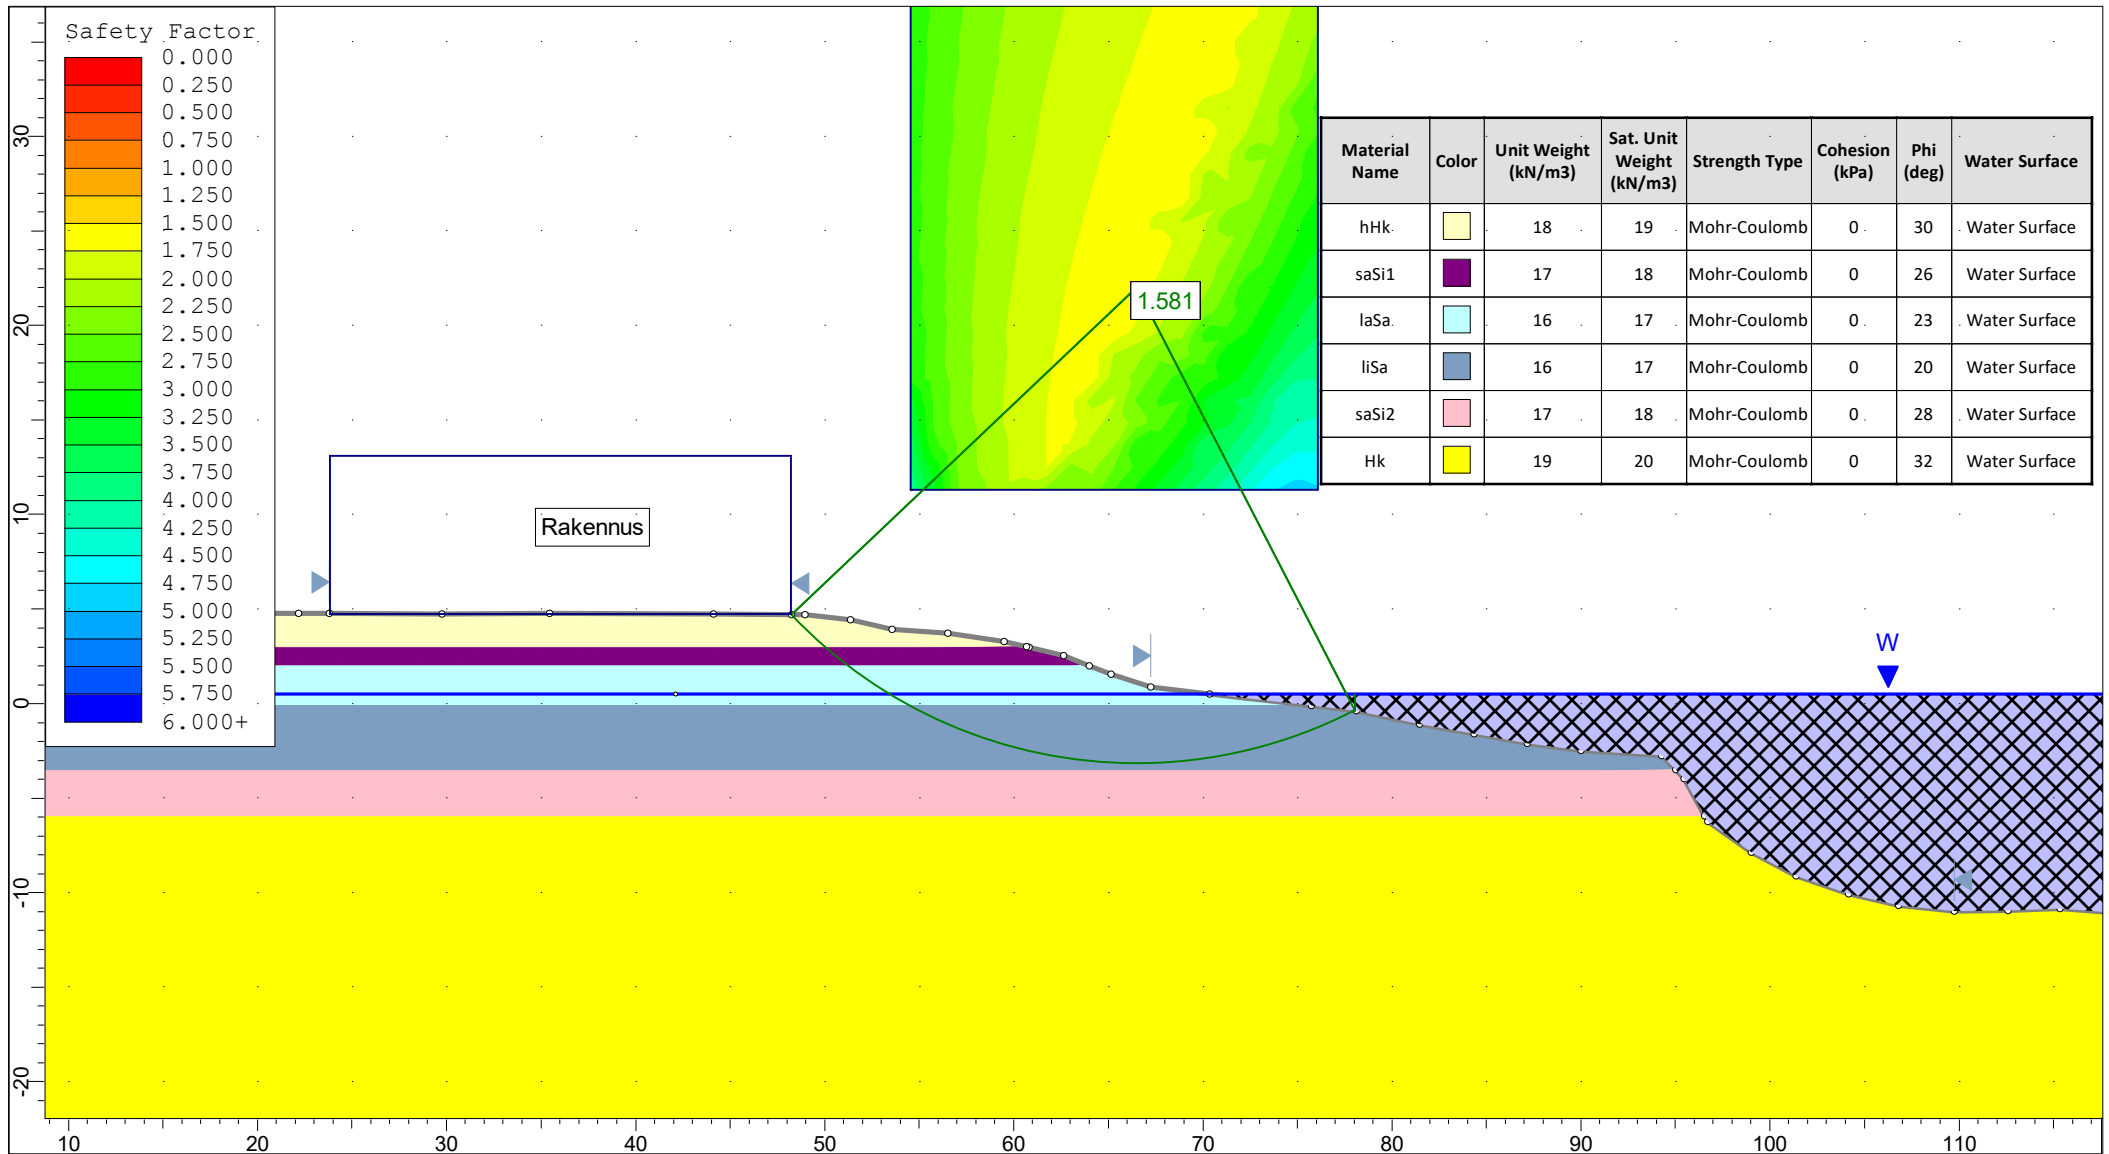 Safety Factor
0.000
0.250
0.500
0.750
1.000
1.250
1.500
1.750
2.000
2.250
2.500
2.750
3.000
3.250
3.500
3.750
4.000
4.250
4.500
4.750
5.000
5.250
5.500
5.750
6.000+
1.581
Material Name Color Unit Weight (kN/m3) Sat. Unit Weight (kN/m3) Strength Type Cohesion (kPa) Phi (deg) Water Surface
hHk 18 19 Mohr-Coulomb 0 30 Water Surface
saSi1 17 18 Mohr-Coulomb 0 26 Water Surface
laSa 16 17 Mohr-Coulomb 0 23 Water Surface
liSa 16 17 Mohr-Coulomb 0 20 Water Surface
saSi2 17 18 Mohr-Coulomb 0 28 Water Surface
Hk 19 20 Mohr-Coulomb 0 32 Water Surface
Rakennus
W
30
20
10
0
-10
-20
10 20 30 40 50 60 70 80 90 100 110